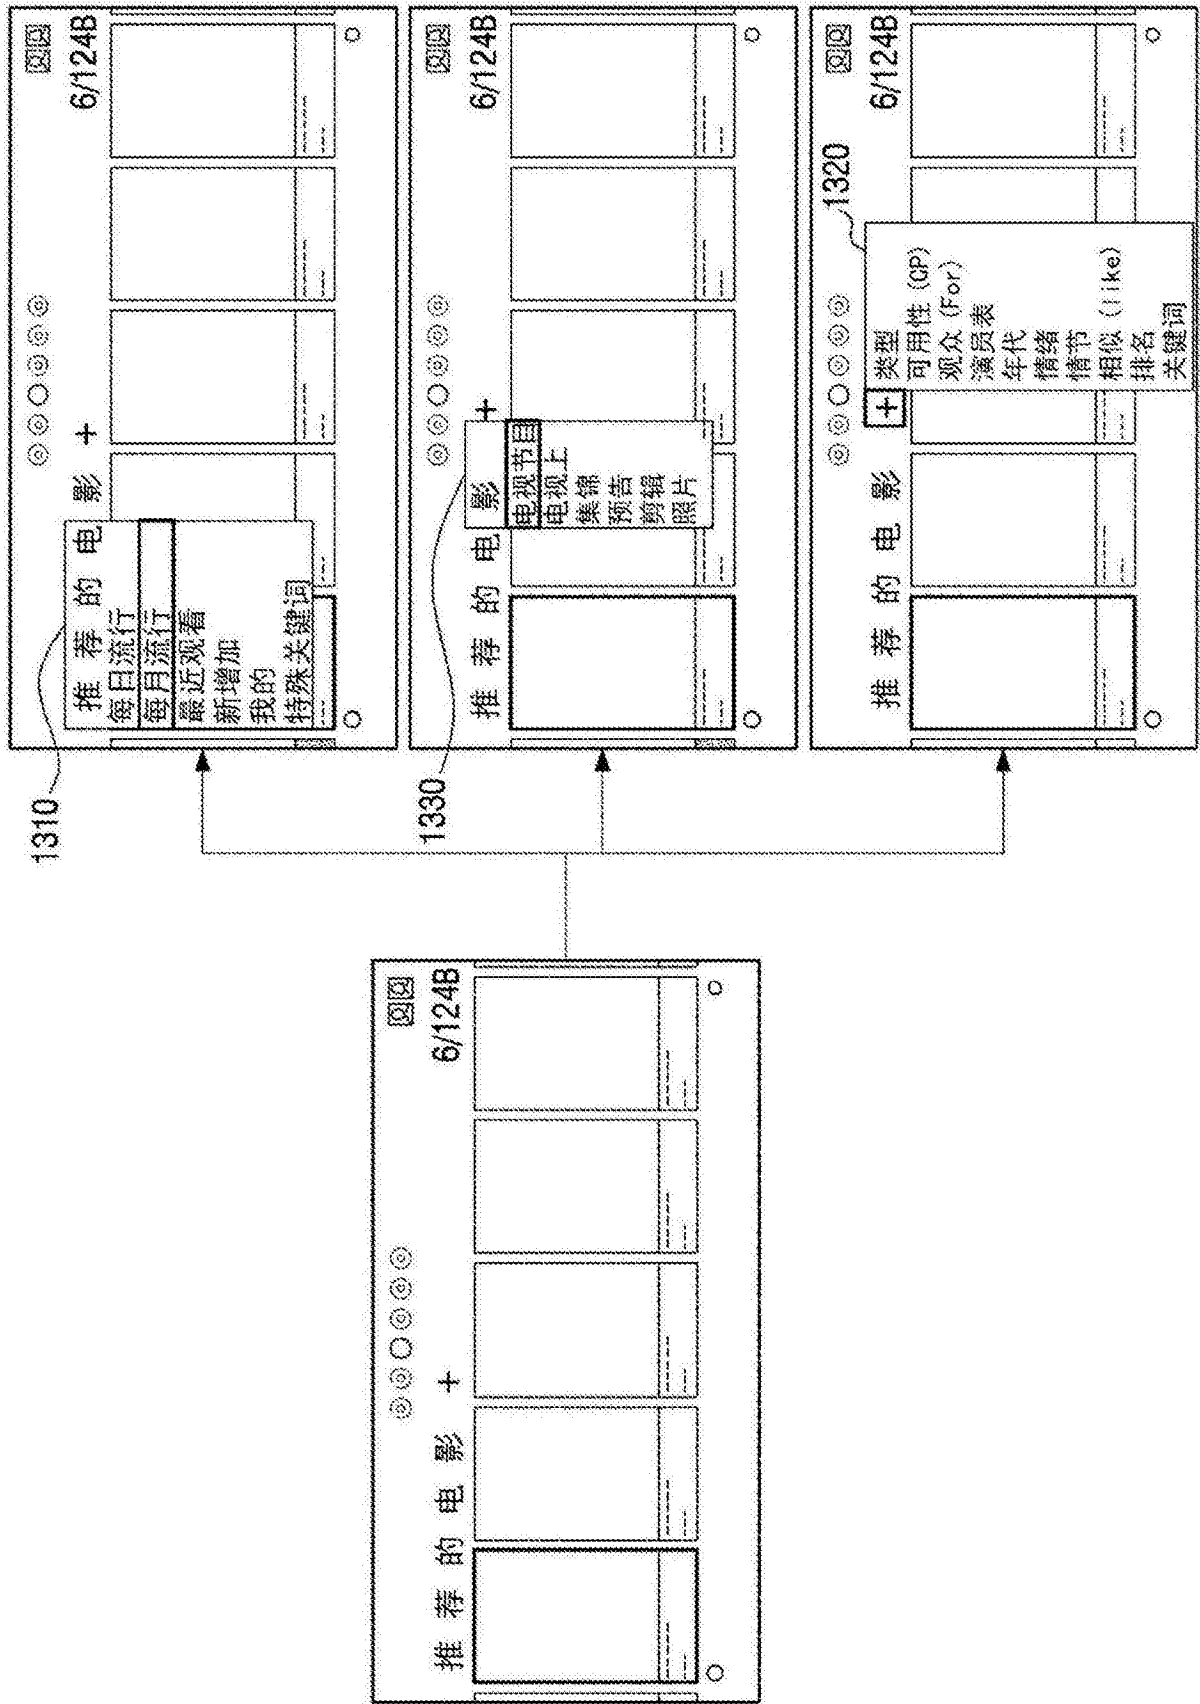 推荐的电影 +
6/124B
1310
推荐的电影 +
6/124B
每日流行
每月流行
最近观看
新增加
我的
特殊关键词
1330
推荐的电影 +
6/124B
电视节目
电视上
集锦
预告
剪辑
照片
1320
推荐的电影 +
6/124B
类型
可用性 (CP)
观众 (For)
演员表
年代
情绪
情节
相似 (like)
排名
关键词